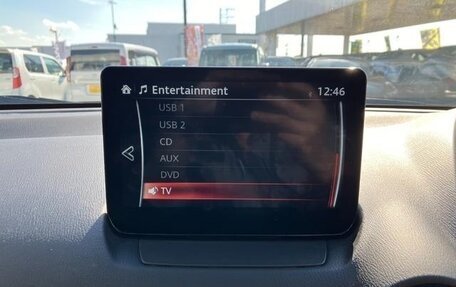 Entertainment 12:46
USB 1
USB 2
CD
AUX
DVD
TV